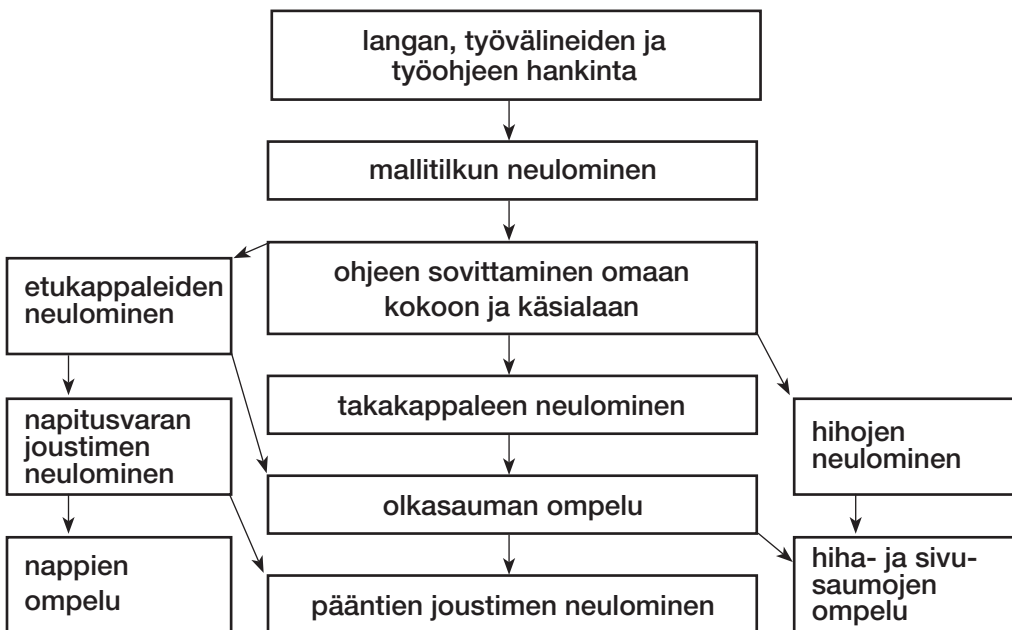 langan, työvälineiden ja
työohjeen hankinta
mallitilkun neulominen
ohjeen sovittaminen omaan
kokoon ja käsialaan
etukappaleiden
neulominen
takakappaleen neulominen
napitusvaran
joustimen
neulominen
hihojen
neulominen
olkasauman ompelu
nappien
ompelu
pääntien joustimen neulominen
hiha- ja sivu-
saumojen
ompelu